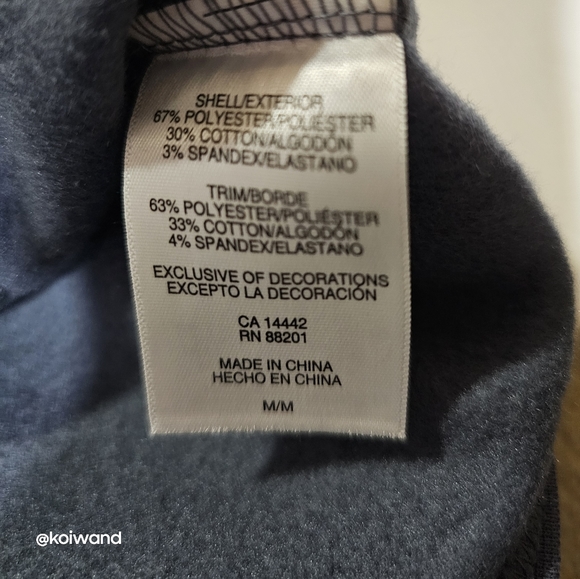 SHELL/EXTERIOR
67% POLYESTER/POLIÉSTER
30% COTTON/ALGODÓN
3% SPANDEX/ELASTANO
TRIM/BORDE
63% POLYESTER/POLIÉSTER
33% COTTON/ALGODÓN
4% SPANDEX/ELASTANO
EXCLUSIVE OF DECORATIONS
EXCEPTO LA DECORACIÓN
CA 14442
RN 88201
MADE IN CHINA
HECHO EN CHINA
M/M
@koiwand